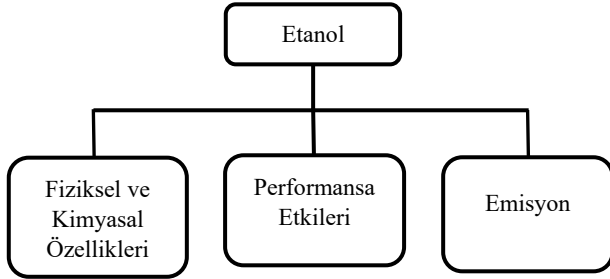 Etanol
Fiziksel ve
Kimyasal
Özellikleri
Performansa
Etkileri
Emisyon